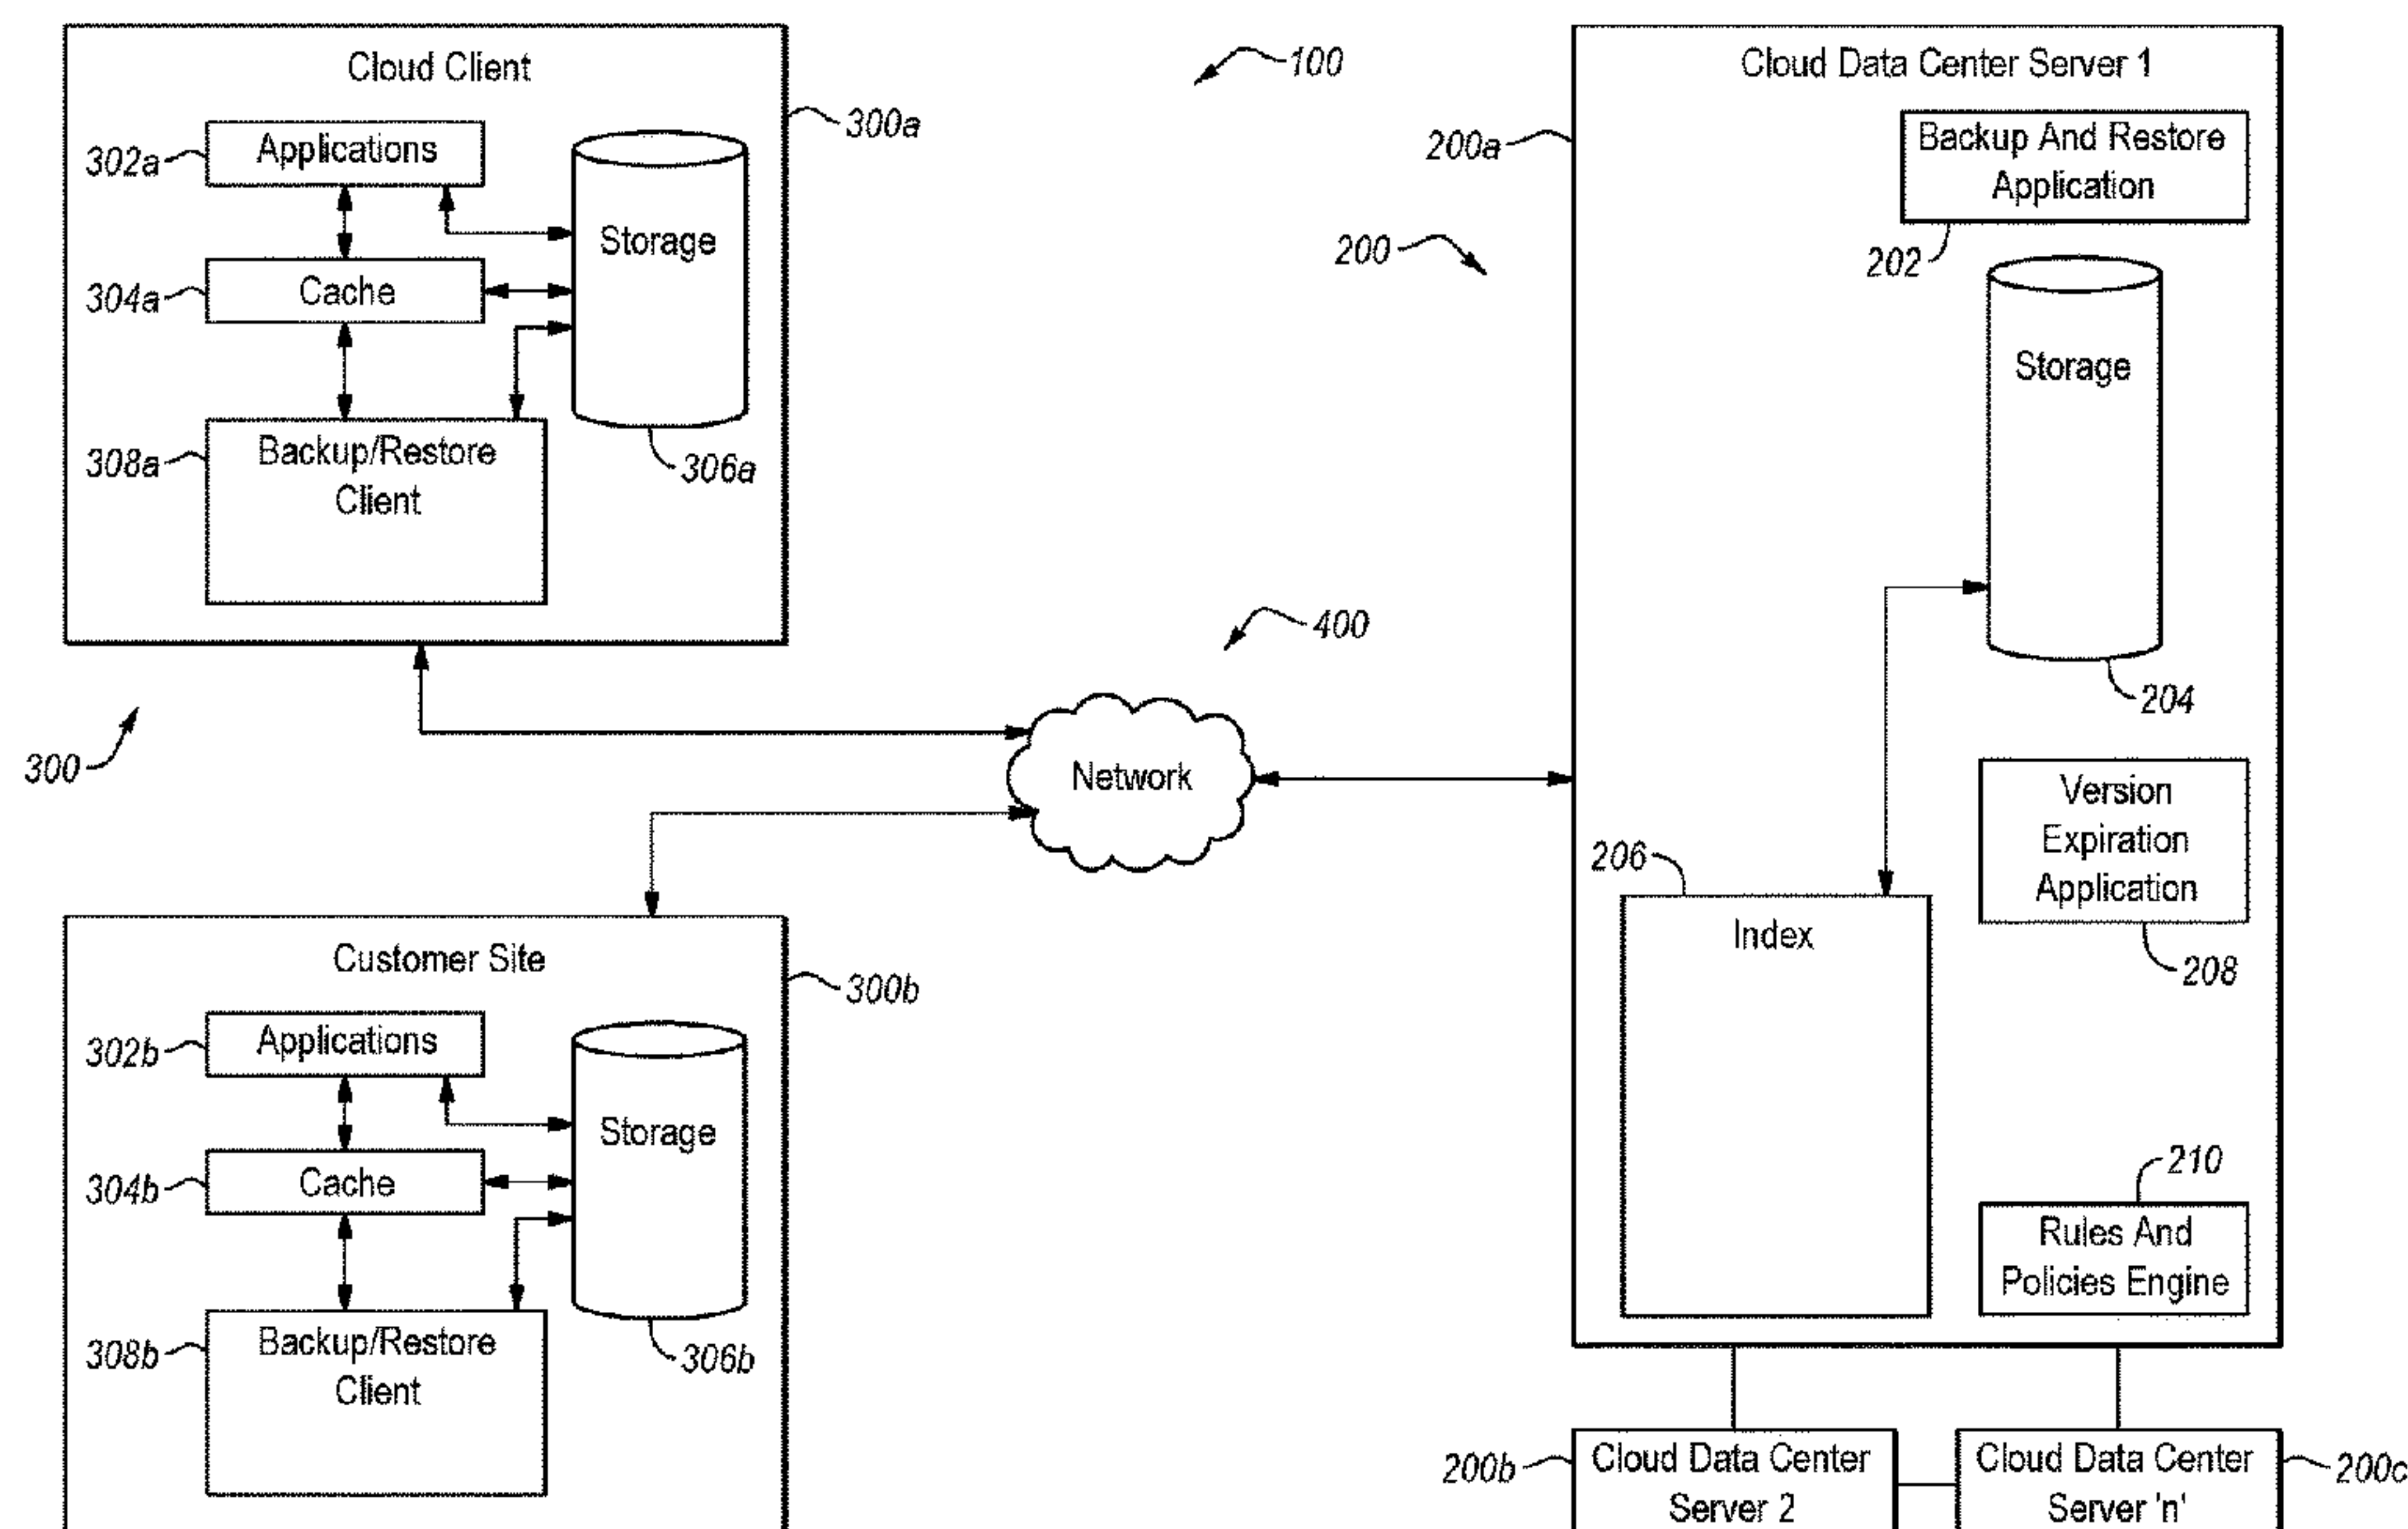 Cloud Client
300a
302a
Applications
Storage
304a
Cache
308a
Backup/Restore
Client
306a
300
100
200
400
Network
Customer Site
300b
302b
Applications
Storage
304b
Cache
308b
Backup/Restore
Client
306b
Cloud Data Center Server 1
200a
Backup And Restore
Application
202
Storage
204
Version
Expiration
Application
208
206
Index
210
Rules And
Policies Engine
200b
Cloud Data Center
Server 2
Cloud Data Center
Server 'n'
200c